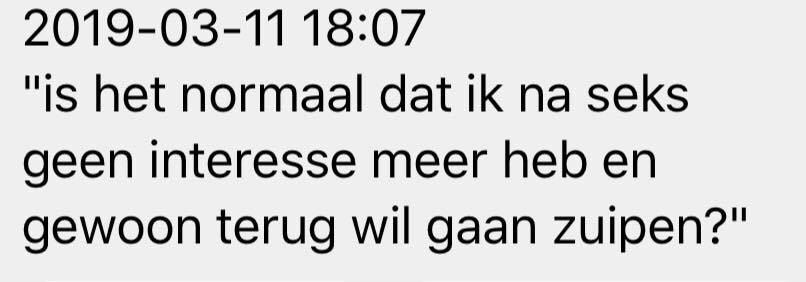 2019-03-11 18:07
"is het normaal dat ik na seks
geen interesse meer heb en
gewoon terug wil gaan zuipen?"